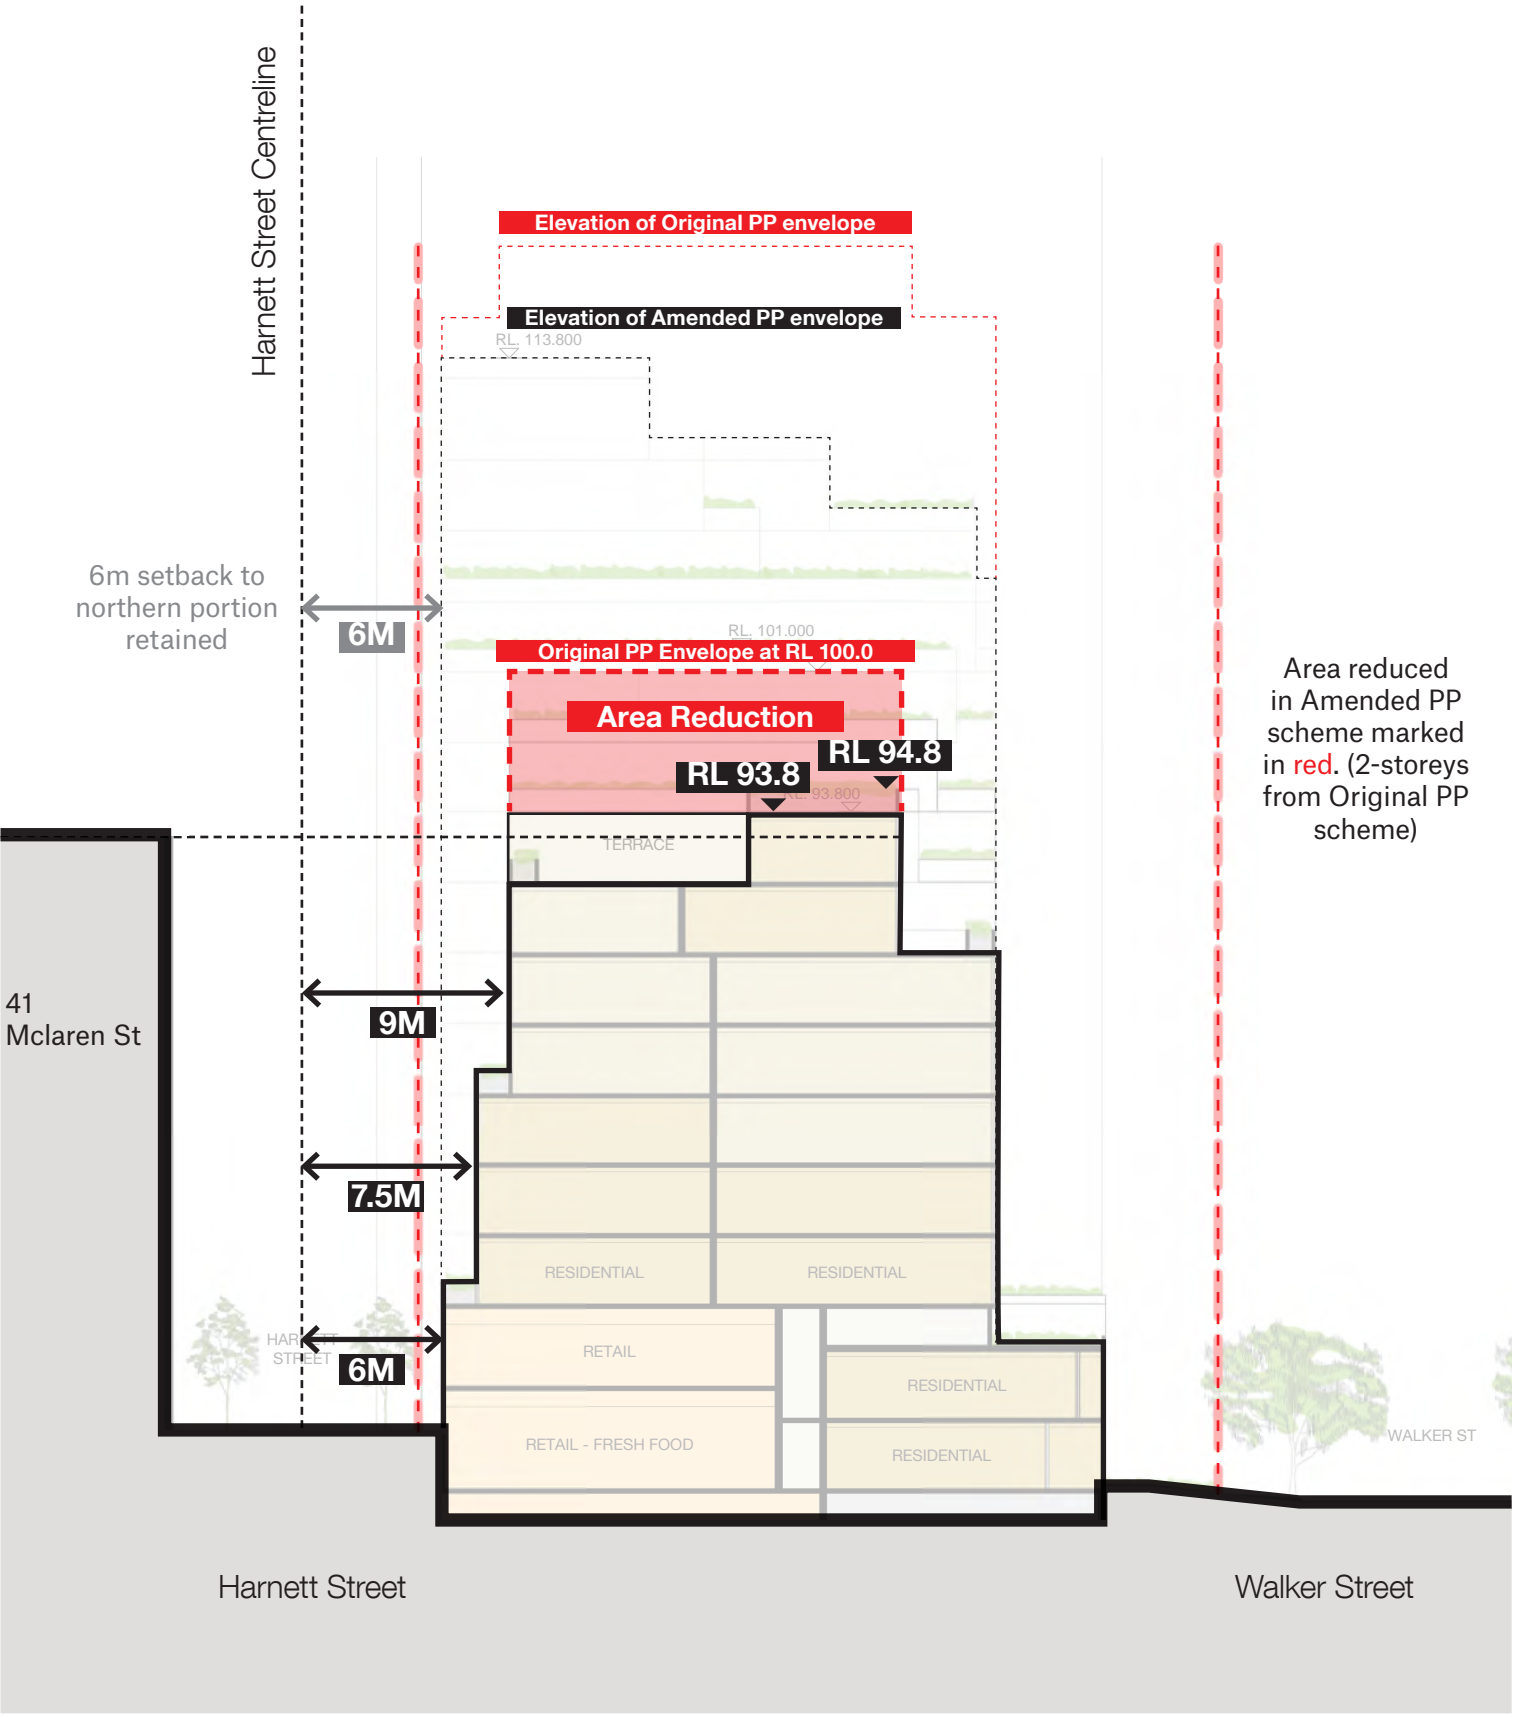 Harnett Street Centreline
Elevation of Original PP envelope
Elevation of Amended PP envelope
RL. 113.800
6m setback to
northern portion
retained
6M
RL. 101.000
Original PP Envelope at RL 100.0
Area Reduction
RL 94.8
RL 93.8
RL. 93.800
Area reduced
in Amended PP
scheme marked
in red. (2-storeys
from Original PP
scheme)
TERRACE
41
Mclaren St
9M
7.5M
RESIDENTIAL
RESIDENTIAL
HARNETT
STREET
6M
RETAIL
RESIDENTIAL
RETAIL - FRESH FOOD
RESIDENTIAL
WALKER ST
Harnett Street
Walker Street